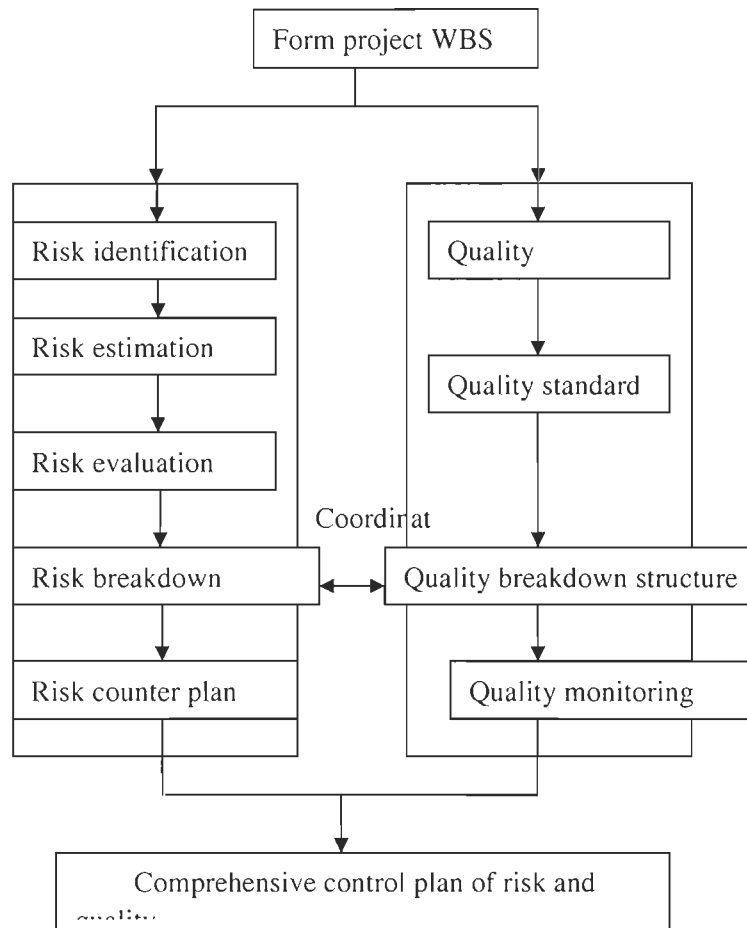 Form project WBS
Risk identification
Risk estimation
Risk evaluation
Risk breakdown
Risk counter plan
Quality
Quality standard
Coordinat
Quality breakdown structure
Quality monitoring
Comprehensive control plan of risk and